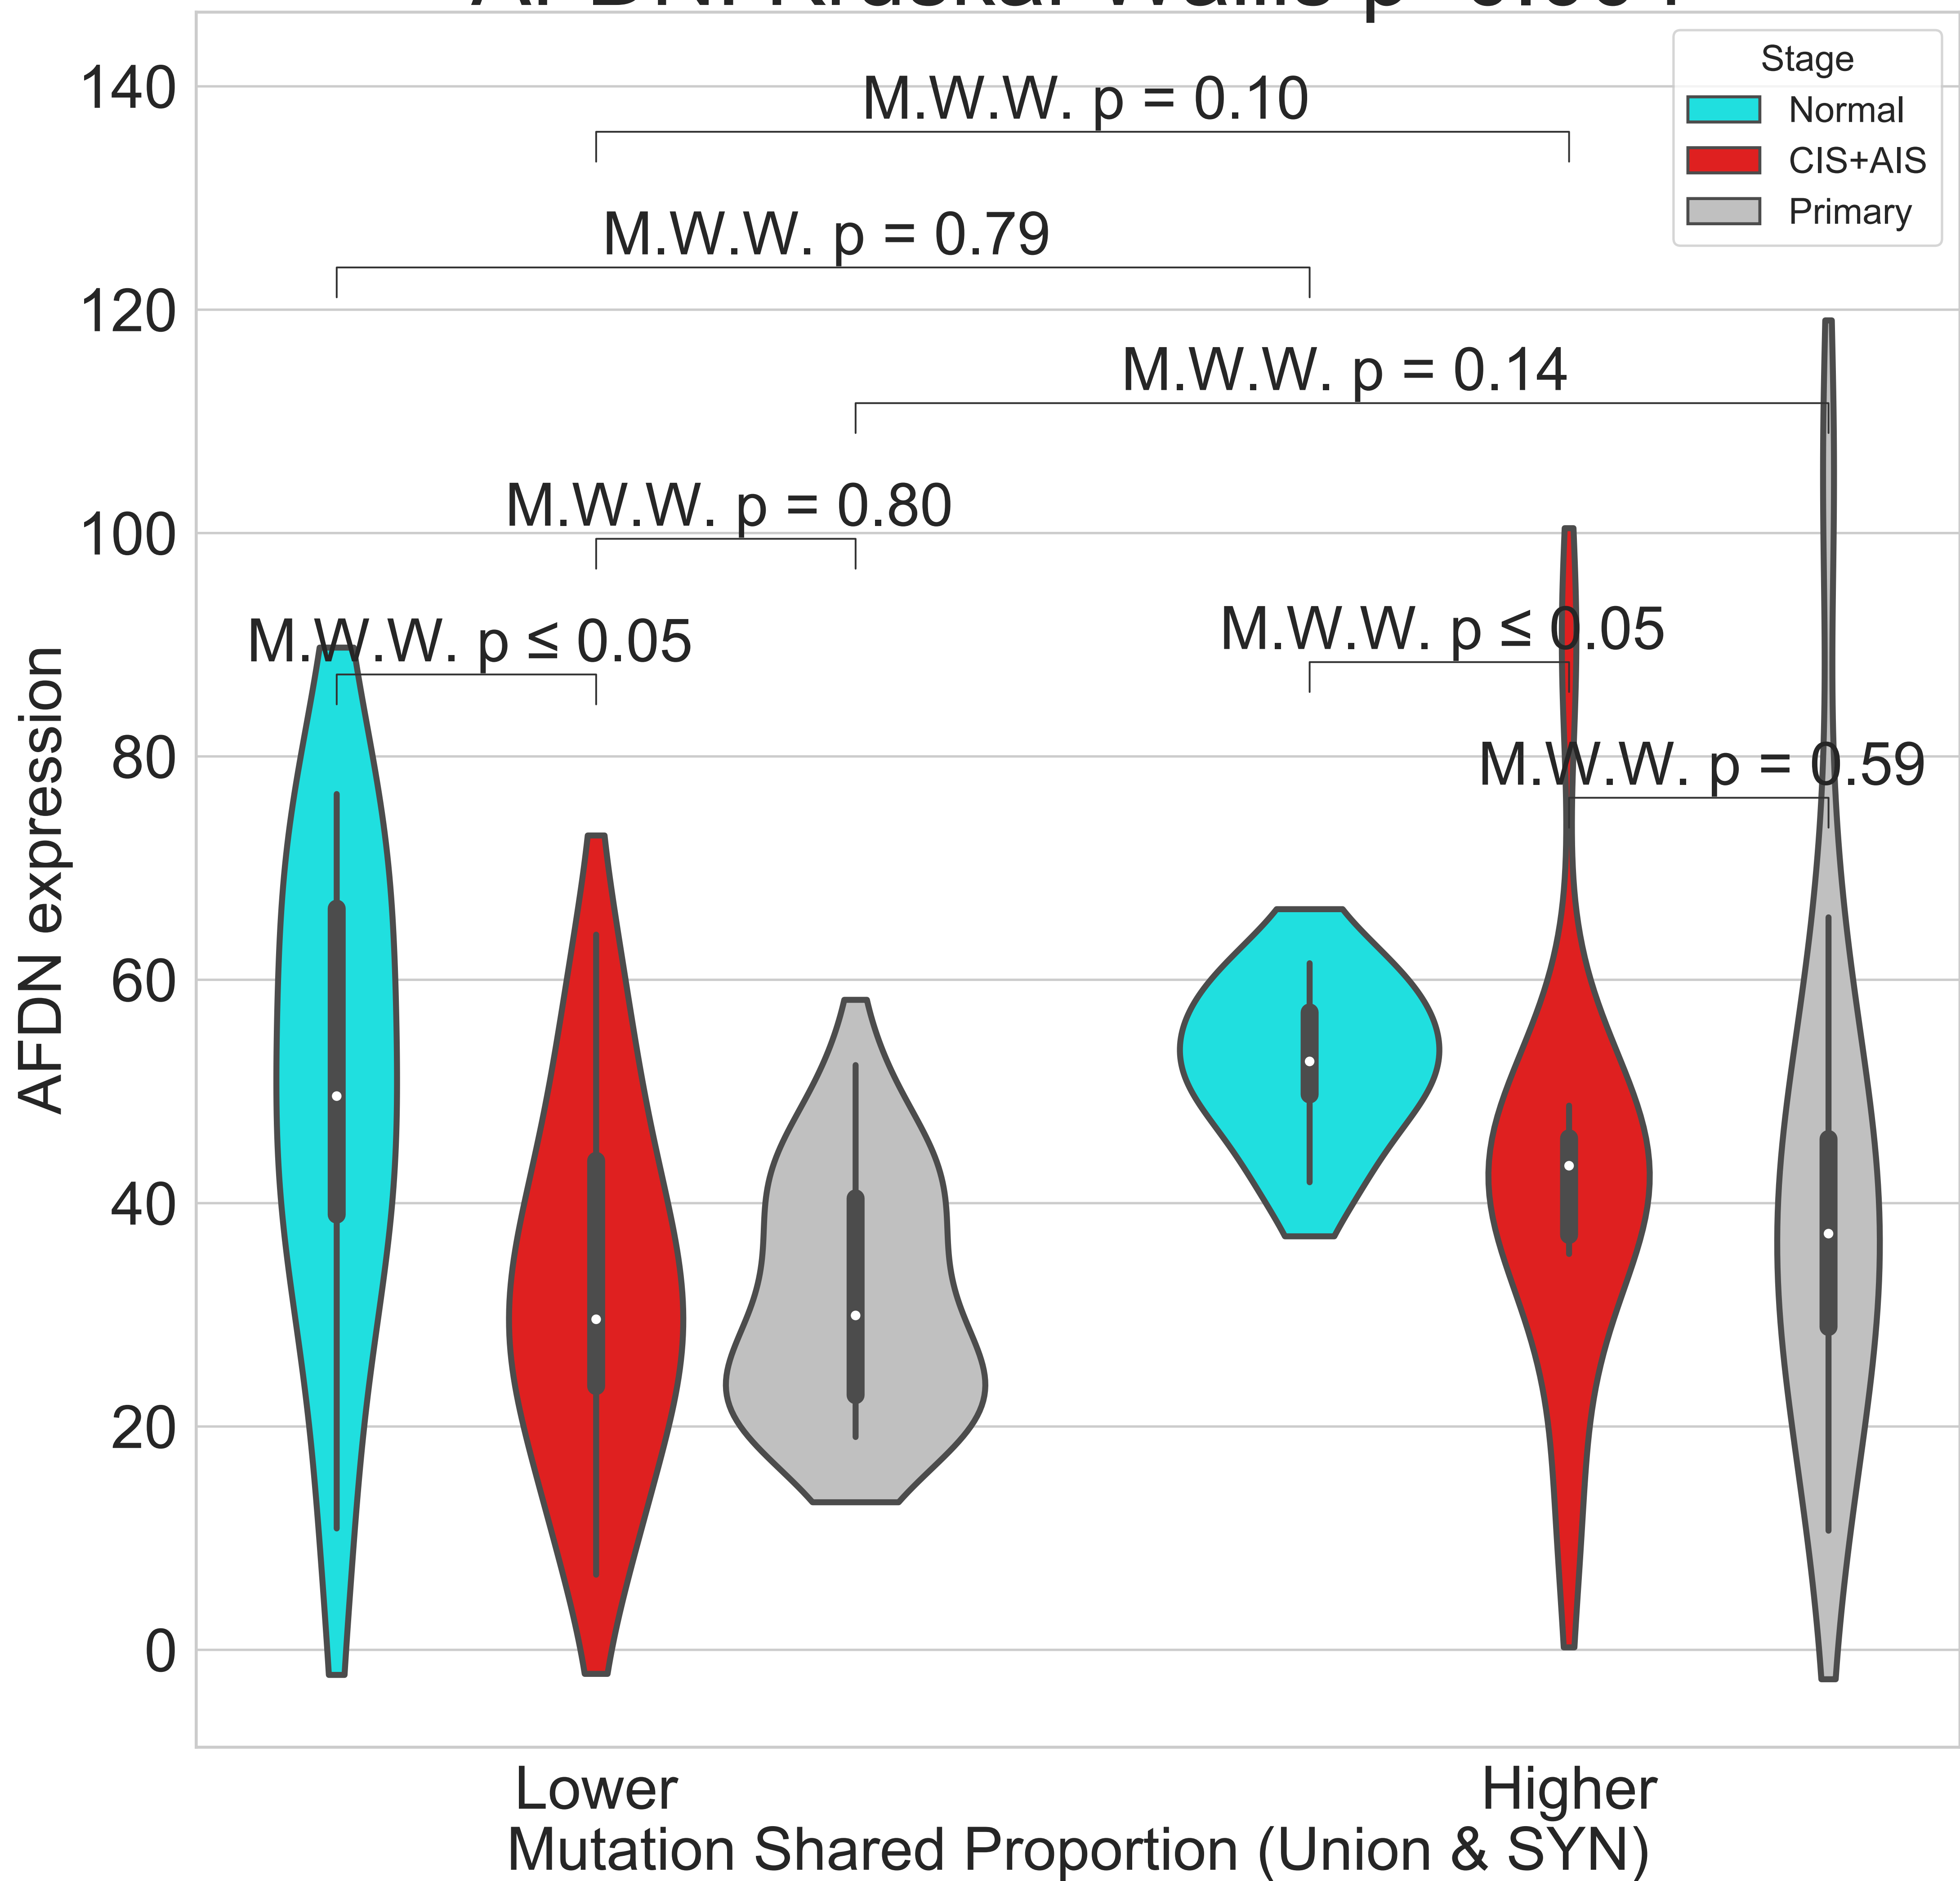 Stage
Normal
CIS+AIS
Primary
M.W.W. p = 0.10
M.W.W. p = 0.79
M.W.W. p = 0.14
M.W.W. p = 0.80
M.W.W. p ≤ 0.05
M.W.W. p ≤ 0.05
M.W.W. p = 0.59
140
120
100
80
60
40
20
0
AFDN expression
Lower
Higher
Mutation Shared Proportion (Union & SYN)